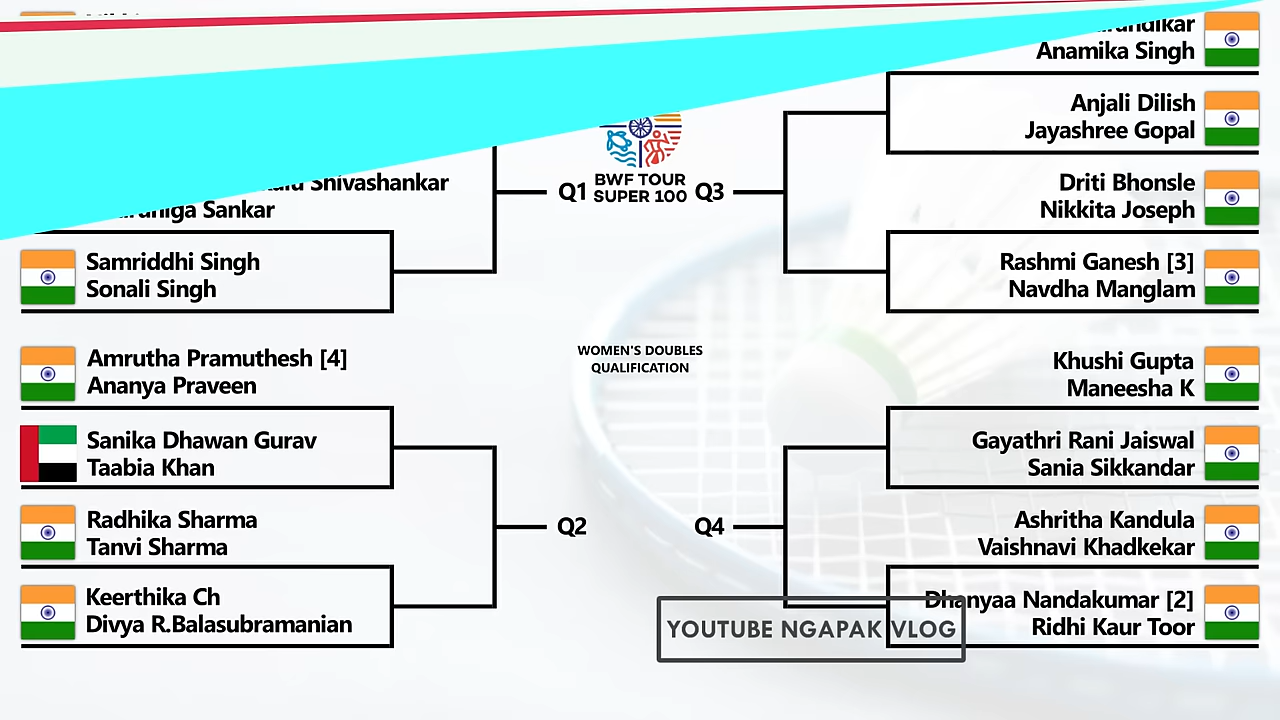 Shivashankar
Sankar
Samriddhi Singh
Sonali Singh
Amrutha Pramuthesh [4]
Ananya Praveen
Sanika Dhawan Gurav
Taabia Khan
Radhika Sharma
Tanvi Sharma
Keerthika Ch
Divya R.Balasubramanian
Q1
Q2
BWF TOUR
SUPER 100
WOMEN'S DOUBLES
QUALIFICATION
Q3
Q4
Anamika Singh
Anjali Dilish
Jayashree Gopal
Driti Bhonsle
Nikkita Joseph
Rashmi Ganesh [3]
Navdha Manglam
Khushi Gupta
Maneesha K
Gayathri Rani Jaiswal
Sania Sikkandar
Ashritha Kandula
Vaishnavi Khadkekar
Dhanyaa Nandakumar [2]
Ridhi Kaur Toor
YOUTUBE NGAPAK VLOG